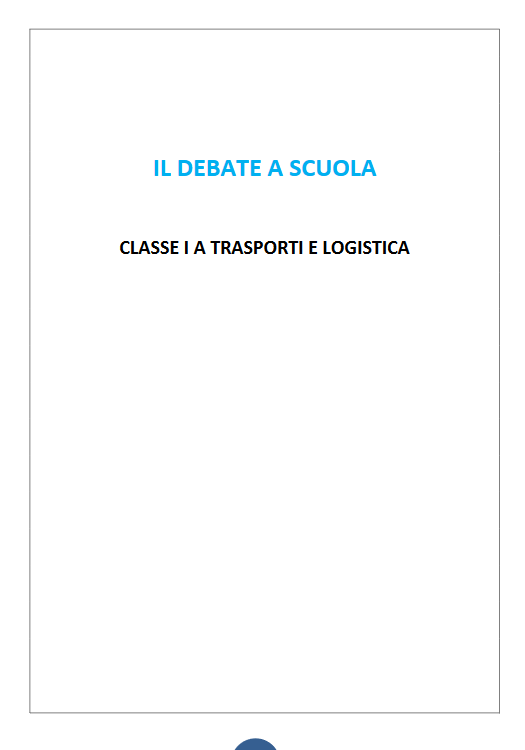 IL DEBATE A SCUOLA
CLASSE I A TRASPORTI E LOGISTICA